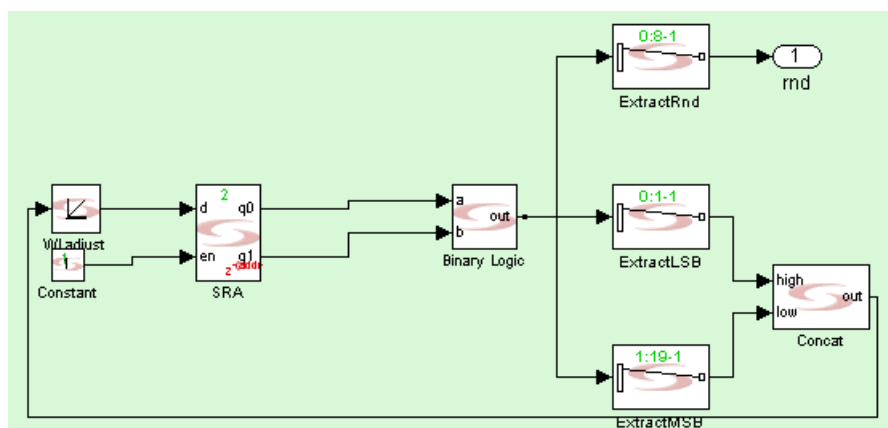 0:8-1
1
ExtractRnd
rnd
2
d q0
en q1
WLadjust
1
Constant
SRA
a
b
out
Binary Logic
0:1-1
ExtractLSB
high
low
out
Concat
1:19-1
ExtractMSB